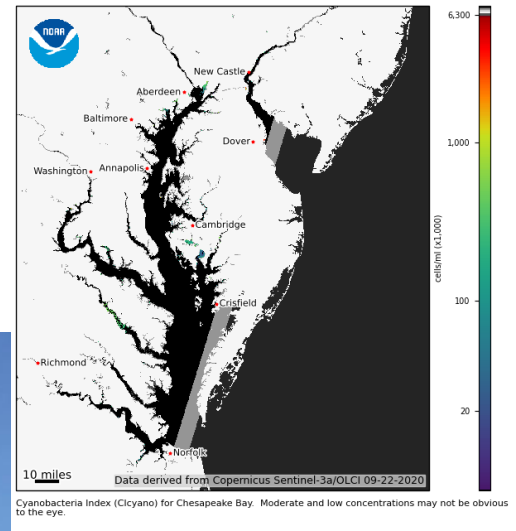 NOAA
New Castle
Aberdeen
Baltimore
Dover
Washington
Annapolis
Cambridge
Crisfield
Richmond
Norfolk
10 miles
Data derived from Copernicus Sentinel-3a/OLCI 09-22-2020
6,300
1,000
100
20
cells/ml (x1,000)
Cyanobacteria Index (CIcyano) for Chesapeake Bay. Moderate and low concentrations may not be obvious
to the eye.